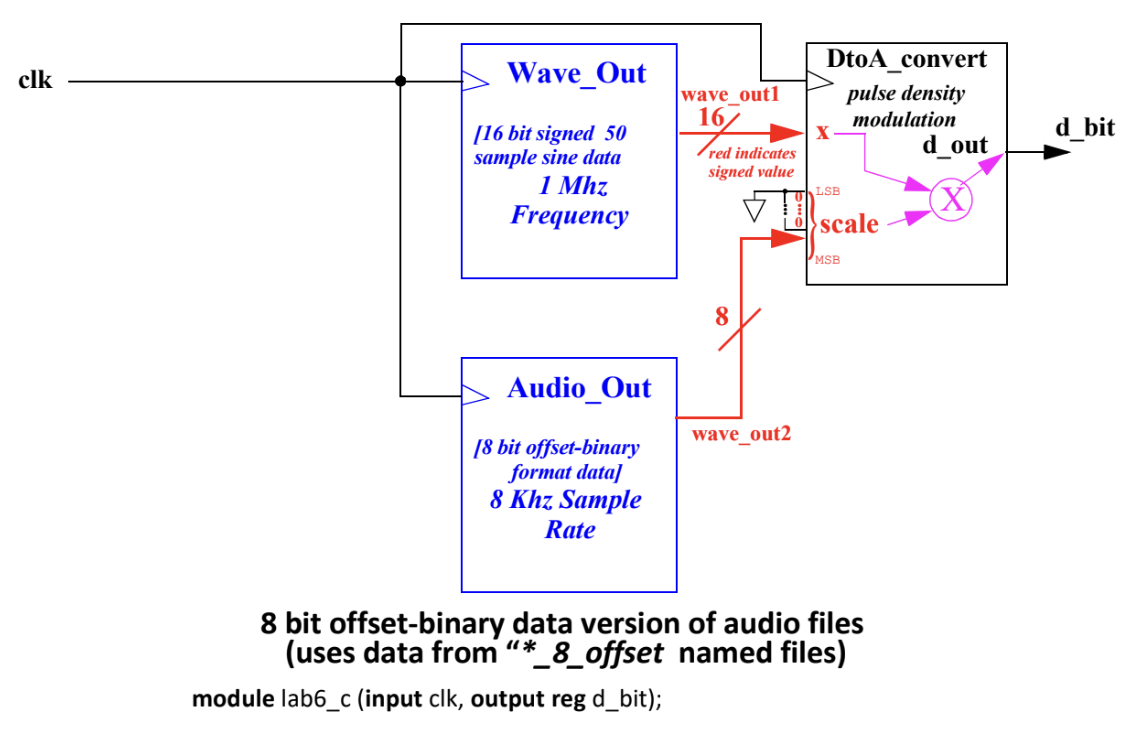 clk
Wave_Out
[16 bit signed 50
sample sine data
1 Mhz
Frequency
wave_out1
16
red indicates
signed value
DtoA_convert
pulse density
modulation
x
d_out
d_bit
X
LSB
0
0
scale
MSB
8
Audio_Out
wave_out2
[8 bit offset-binary
format data]
8 Khz Sample
Rate
8 bit offset-binary data version of audio files
(uses data from “*_8_offset named files)
module lab6_c (input clk, output reg d_bit);